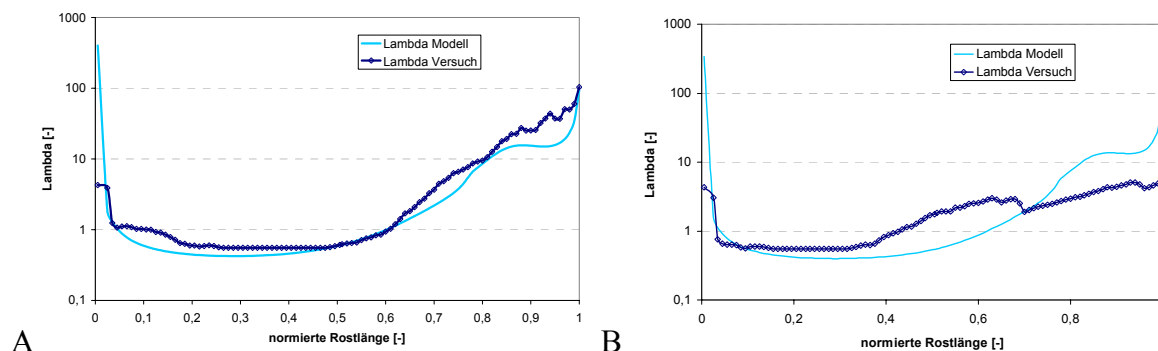 1000
100
10
1
0,1
Lambda [-]
Lambda Modell
Lambda Versuch
0 0,1 0,2 0,3 0,4 0,5 0,6 0,7 0,8 0,9 1
normierte Rostlänge [-]
A
1000
100
10
1
0,1
Lambda [-]
Lambda Modell
Lambda Versuch
0 0,2 0,4 0,6 0,8
normierte Rostlänge [-]
B